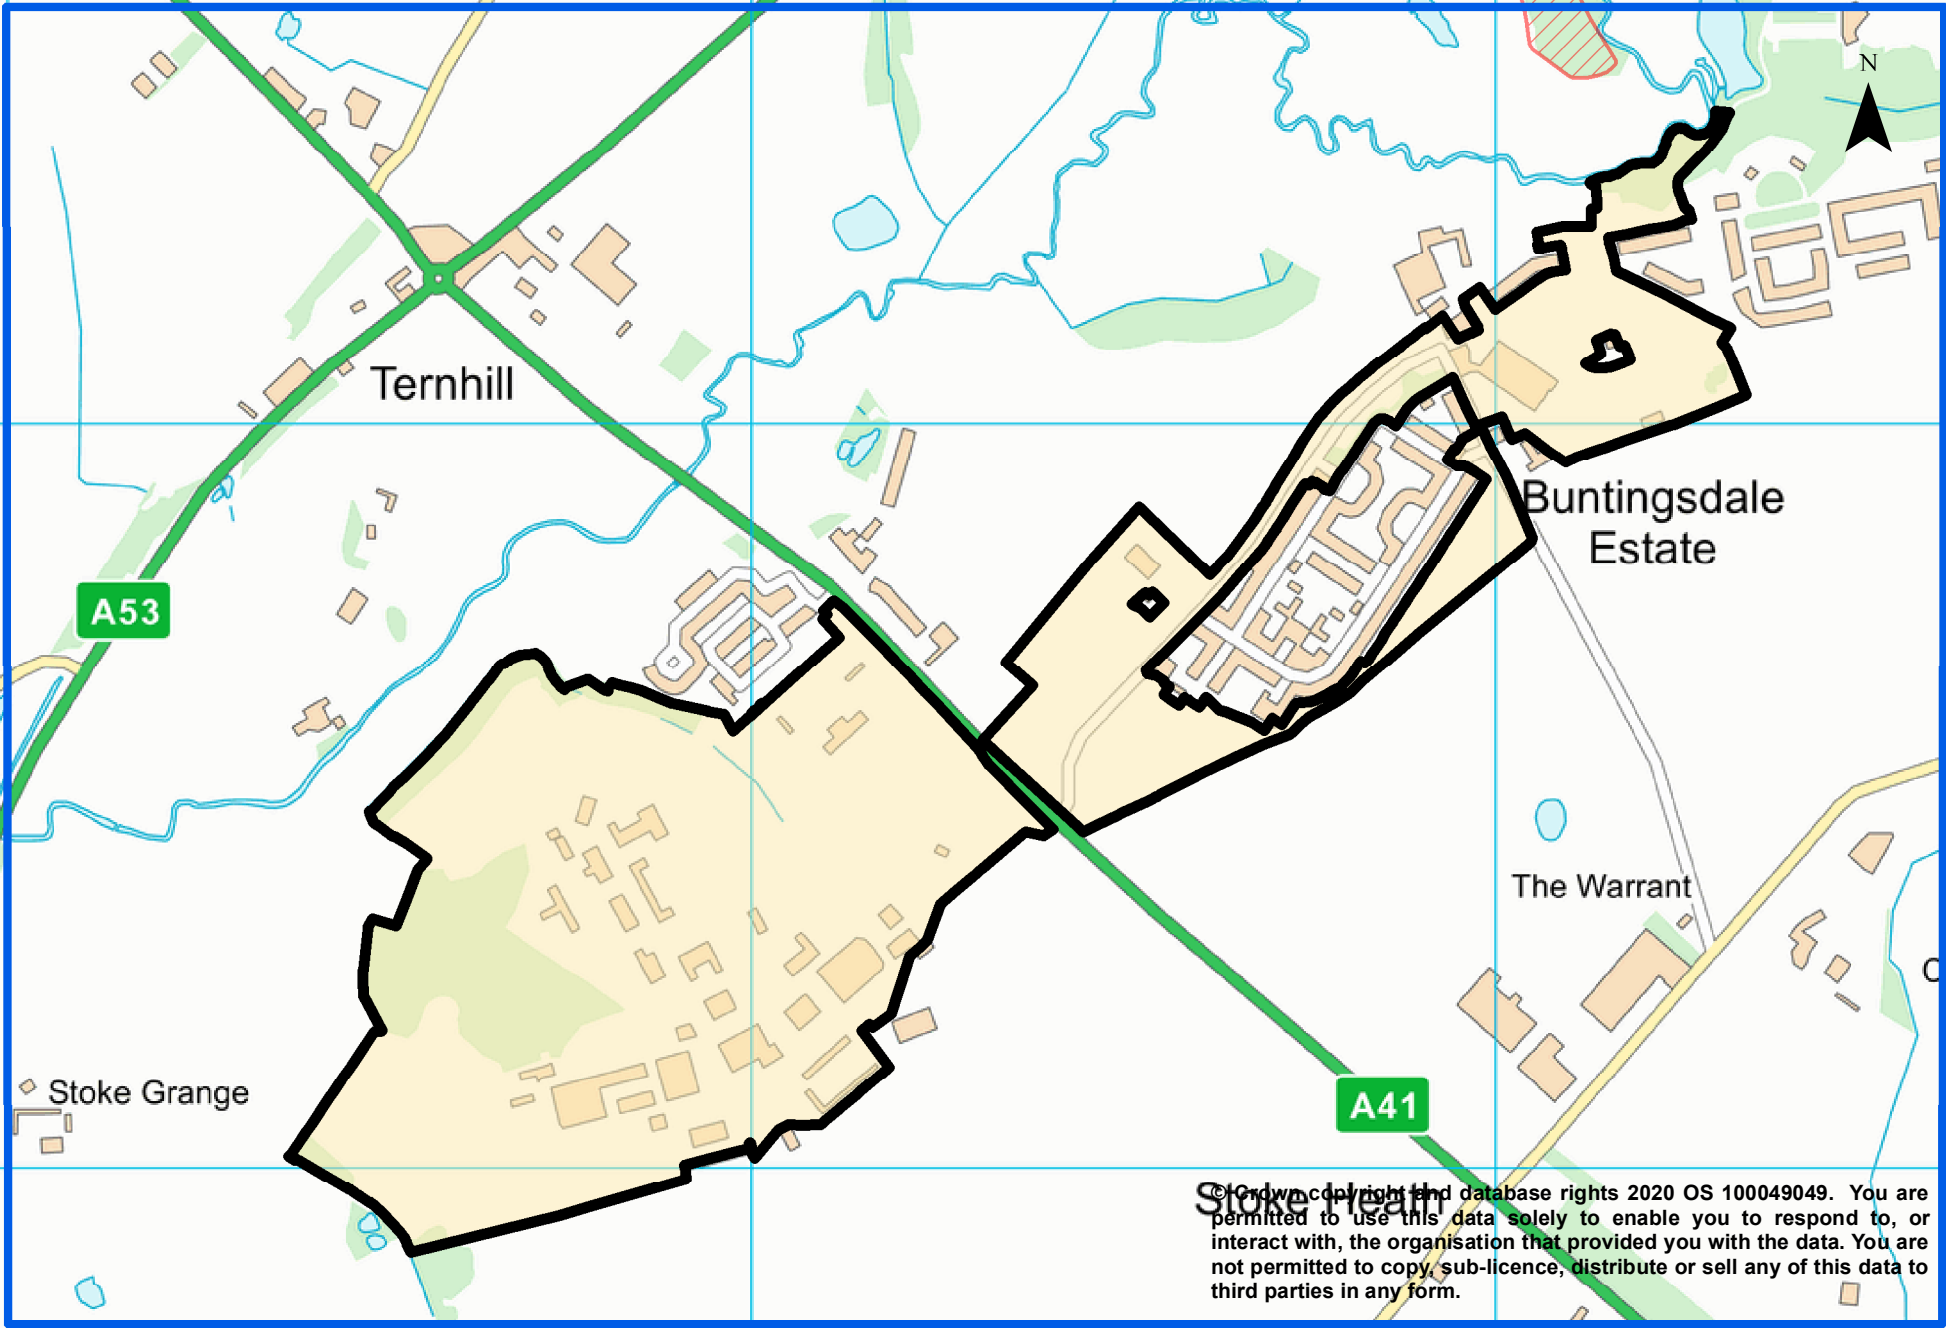 N
Ternhill
Buntingsdale
Estate
A53
The Warrant
C
Stoke Grange
A41
Stoke Heath
© Crown copyright and database rights 2020 OS 100049049. You are
permitted to use this data solely to enable you to respond to, or
interact with, the organisation that provided you with the data. You are
not permitted to copy, sub-licence, distribute or sell any of this data to
third parties in any form.